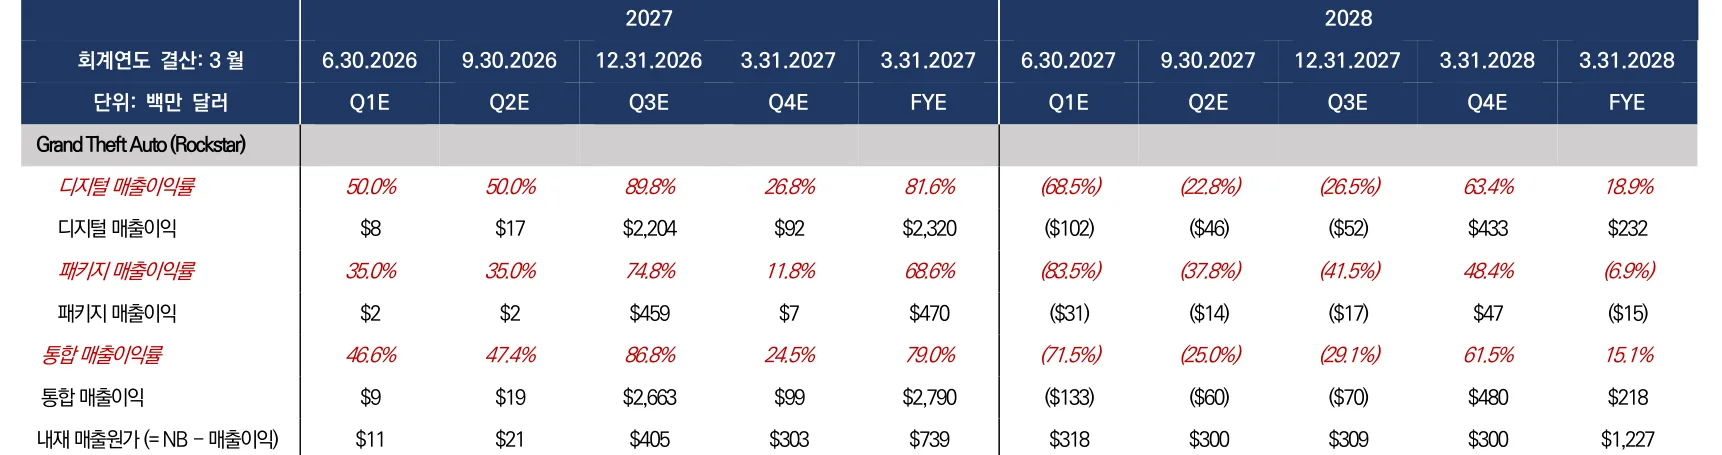 2027 2028
회계연도 결산: 3월 6.30.2026 9.30.2026 12.31.2026 3.31.2027 3.31.2027 6.30.2027 9.30.2027 12.31.2027 3.31.2028 3.31.2028
단위: 백만 달러 Q1E Q2E Q3E Q4E FYE Q1E Q2E Q3E Q4E FYE
Grand Theft Auto (Rockstar)
디지털 매출이익률 50.0% 50.0% 89.8% 26.8% 81.6% (68.5%) (22.8%) (26.5%) 63.4% 18.9%
디지털 매출이익 $8 $17 $2,204 $92 $2,320 ($102) ($46) ($52) $433 $232
패키지 매출이익률 35.0% 35.0% 74.8% 11.8% 68.6% (83.5%) (37.8%) (41.5%) 48.4% (6.9%)
패키지 매출이익 $2 $2 $459 $7 $470 ($31) ($14) ($17) $47 ($15)
통합 매출이익률 46.6% 47.4% 86.8% 24.5% 79.0% (71.5%) (25.0%) (29.1%) 61.5% 15.1%
통합 매출이익 $9 $19 $2,663 $99 $2,790 ($133) ($60) ($70) $480 $218
내재 매출원가 (= NB - 매출이익) $11 $21 $405 $303 $739 $318 $300 $309 $300 $1,227